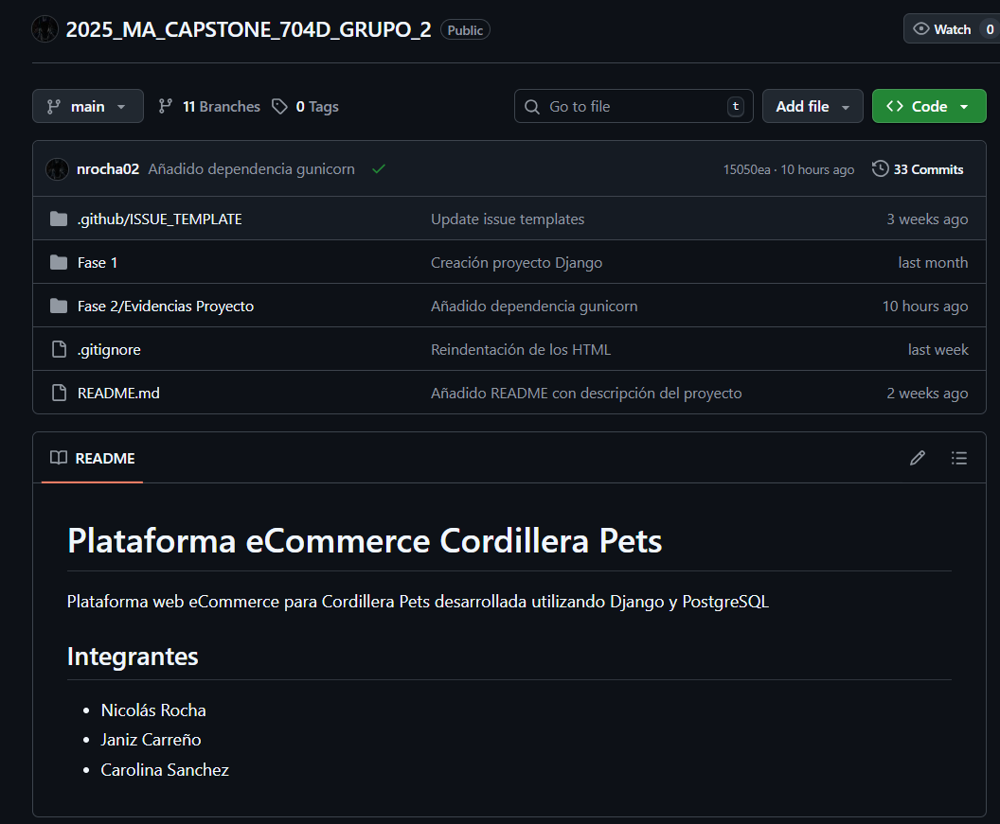 2025_MA_CAPSTONE_704D_GRUPO_2 Public Watch 0
main 11 Branches 0 Tags Go to file t Add file Code
nrocha02 Añadido dependencia gunicorn 15050ea · 10 hours ago 33 Commits
.github/ISSUE_TEMPLATE Update issue templates 3 weeks ago
Fase 1 Creación proyecto Django last month
Fase 2/Evidencias Proyecto Añadido dependencia gunicorn 10 hours ago
.gitignore Reindentación de los HTML last week
README.md Añadido README con descripción del proyecto 2 weeks ago
README
Plataforma eCommerce Cordillera Pets
Plataforma web eCommerce para Cordillera Pets desarrollada utilizando Django y PostgreSQL
Integrantes
• Nicolás Rocha
• Janiz Carreño
• Carolina Sanchez